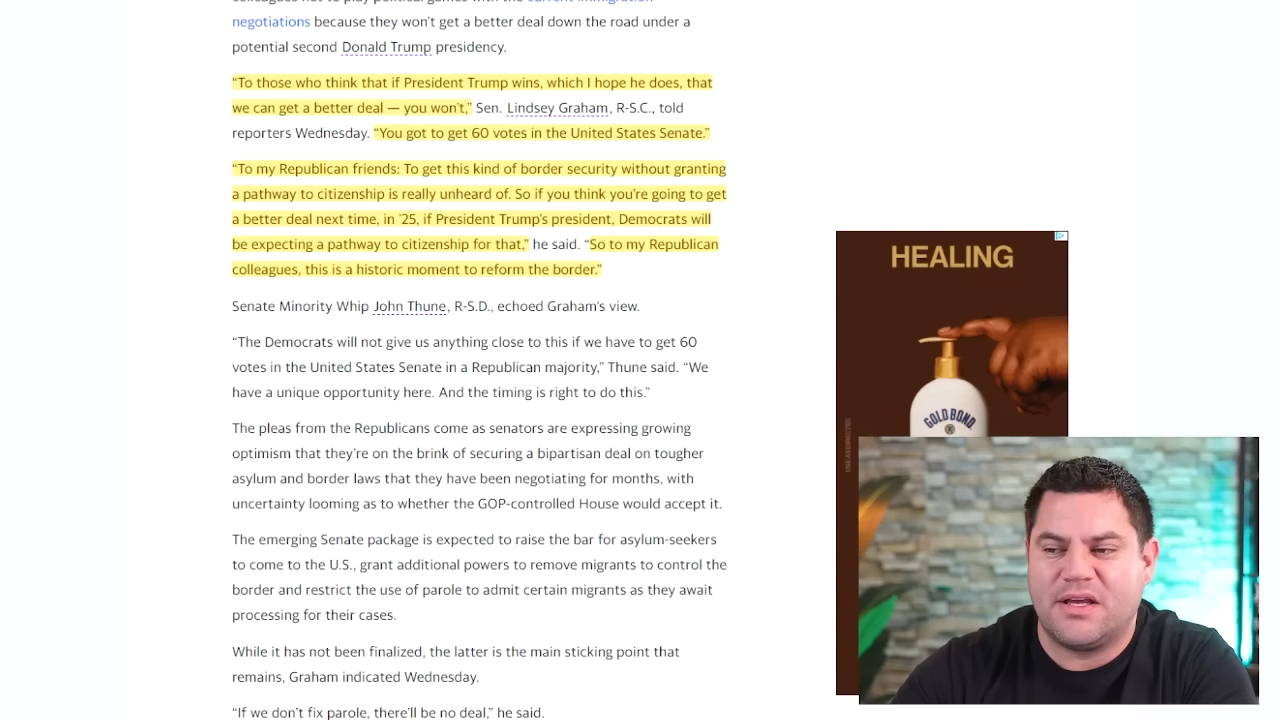 colleagues not to play political games with the current immigration
negotiations because they won't get a better deal down the road under a
potential second Donald Trump presidency.
“To those who think that if President Trump wins, which I hope he does, that
we can get a better deal — you won't,” Sen. Lindsey Graham, R-S.C., told
reporters Wednesday. “You got to get 60 votes in the United States Senate.”
“To my Republican friends: To get this kind of border security without granting
a pathway to citizenship is really unheard of. So if you think you're going to get
a better deal next time, in '25, if President Trump's president, Democrats will
be expecting a pathway to citizenship for that,” he said. “So to my Republican
colleagues, this is a historic moment to reform the border.”
Senate Minority Whip John Thune, R-S.D., echoed Graham's view.
“The Democrats will not give us anything close to this if we have to get 60
votes in the United States Senate in a Republican majority,” Thune said. “We
have a unique opportunity here. And the timing is right to do this.”
The pleas from the Republicans come as senators are expressing growing
optimism that they're on the brink of securing a bipartisan deal on tougher
asylum and border laws that they have been negotiating for months, with
uncertainty looming as to whether the GOP-controlled House would accept it.
The emerging Senate package is expected to raise the bar for asylum-seekers
to come to the U.S., grant additional powers to remove migrants to control the
border and restrict the use of parole to admit certain migrants as they await
processing for their cases.
While it has not been finalized, the latter is the main sticking point that
remains, Graham indicated Wednesday.
“If we don't fix parole, there'll be no deal,” he said.
HEALING
GOLD BOND
USE AS DIRECTED